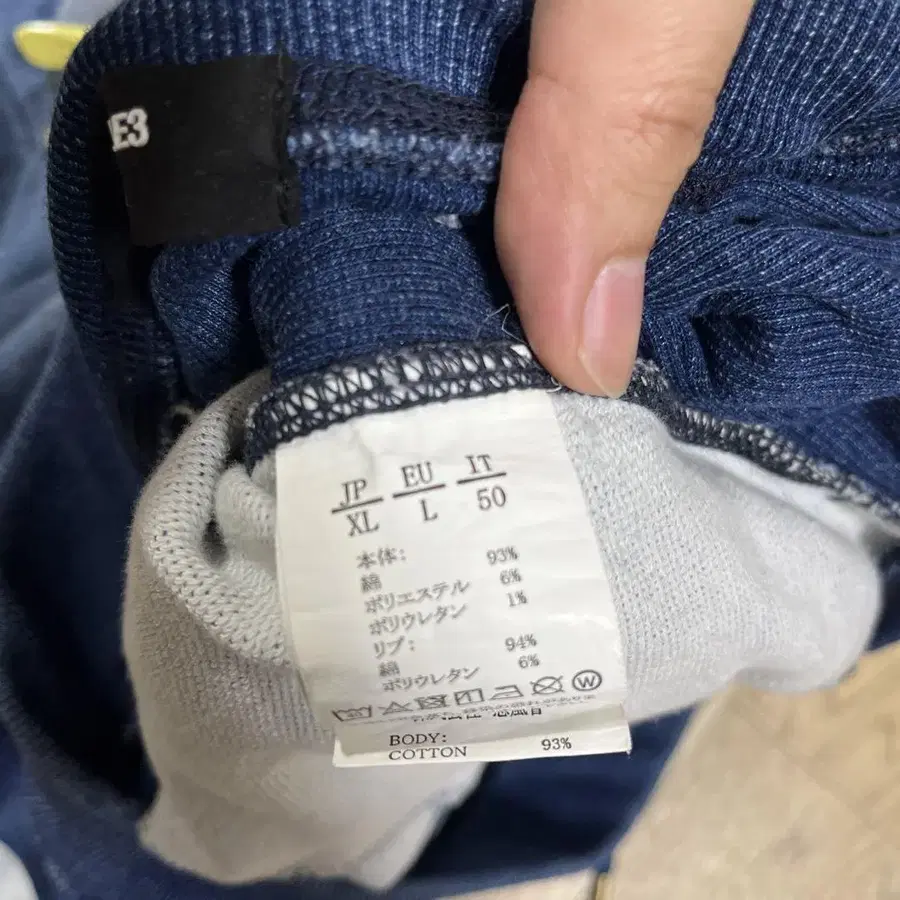 E3
JP EU IT
XL L 50
本体:
綿 93%
ポリエステル 6%
ポリウレタン 1%
リブ:
綿 94%
ポリウレタン 6%
W
BODY:
COTTON 93%